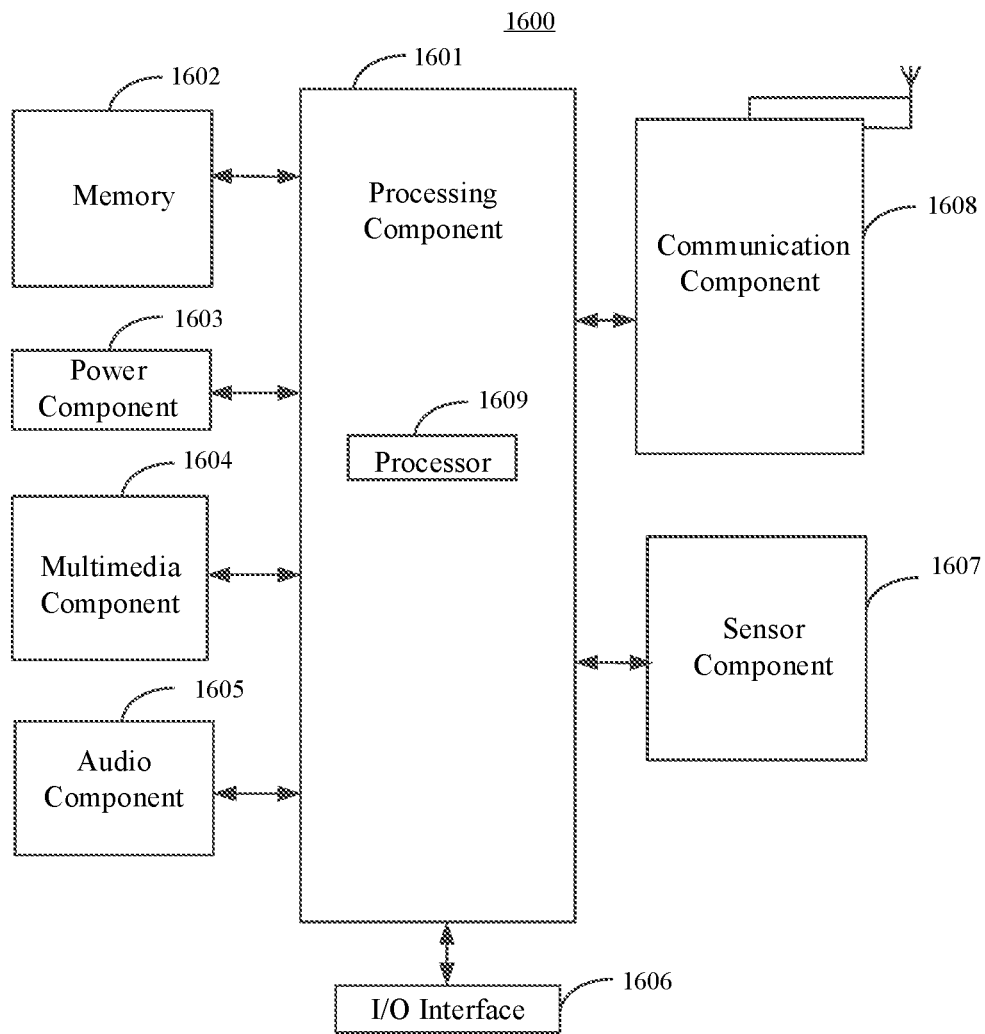 1600
1601
1602
Memory
Processing
Component
1608
Communication
Component
1603
Power
Component
1609
Processor
1604
Multimedia
Component
1607
Sensor
Component
1605
Audio
Component
1606
I/O Interface